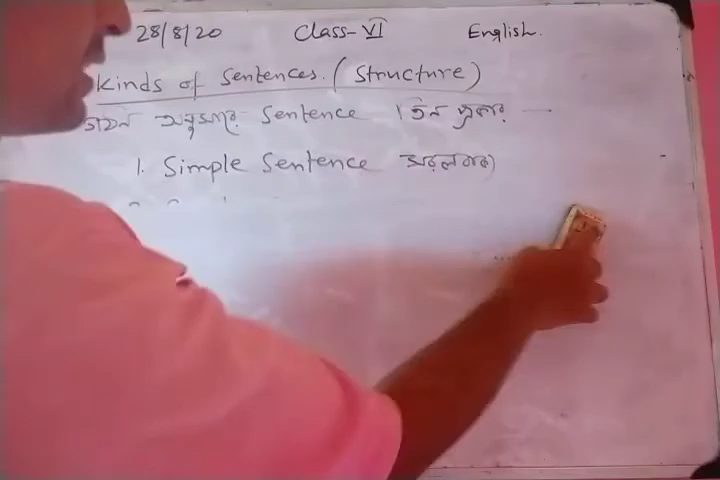 28/8/20 Class-VI English.
Kinds of Sentences. (Structure)
গঠন অনুসারে Sentence তিন প্রকার —
1. Simple Sentence সরলবাক্য